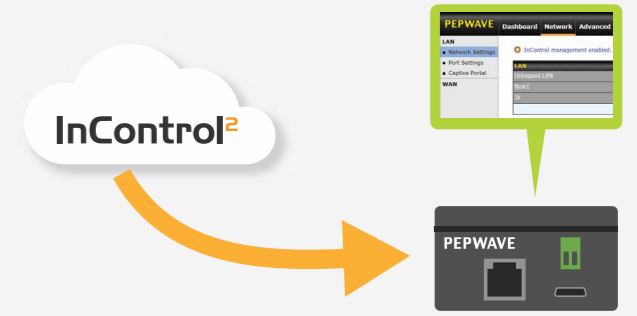 PEPWAVE Dashboard Network Advanced
LAN
Network Settings
InControl management enabled.
Port Settings
LAN
Captive Portal
Untagged LAN
WAN
InControl2
PEPWAVE